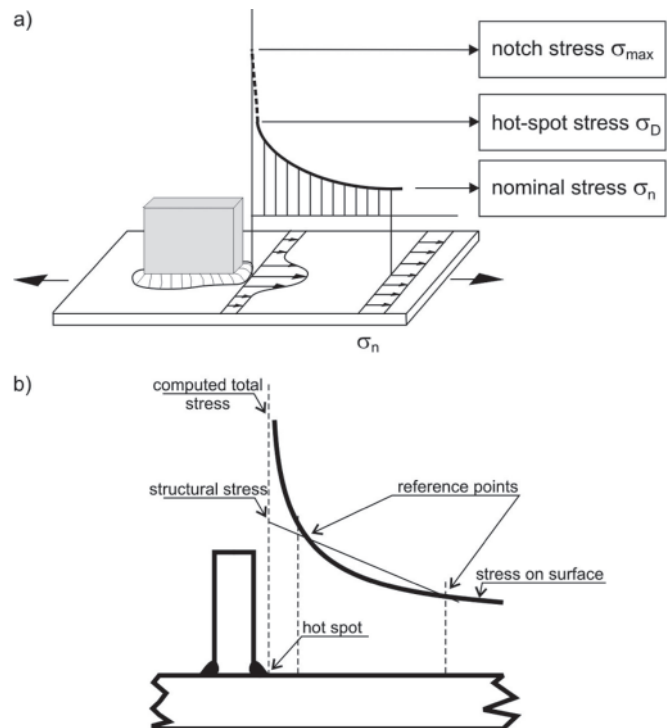 a)
notch stress σmax
hot-spot stress σD
nominal stress σn
σn
b)
computed total
stress
structural stress
reference points
stress on surface
hot spot